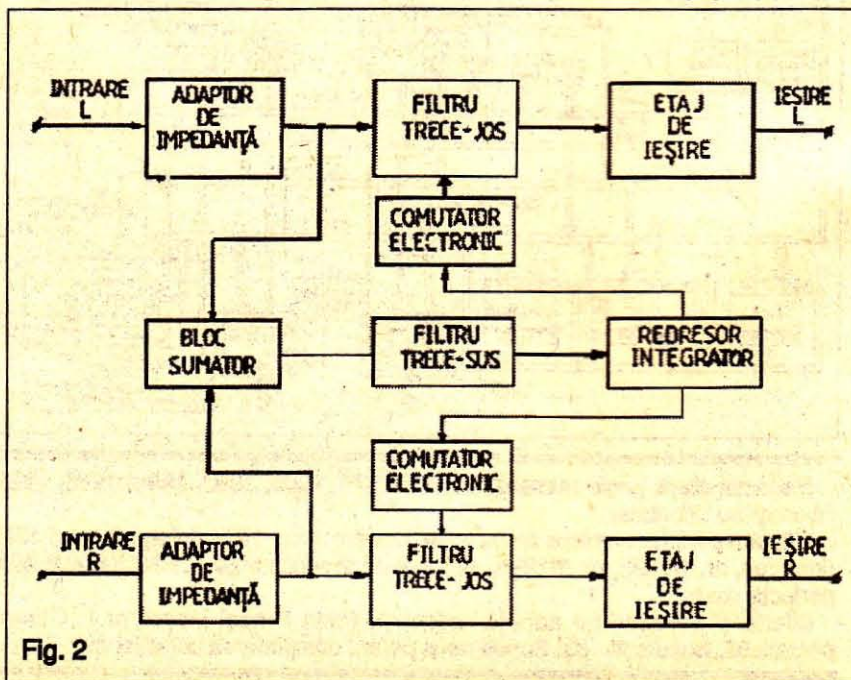 INTRARE
L
ADAPTOR
DE
IMPEDANȚĂ
FILTRU
TRECE-JOS
ETAJ
DE
IEȘIRE
IEȘIRE
L
COMUTATOR
ELECTRONIC
BLOC
SUMATOR
FILTRU
TRECE-SUS
REDRESOR
INTEGRATOR
COMUTATOR
ELECTRONIC
INTRARE
R
ADAPTOR
DE
IMPEDANȚĂ
FILTRU
TRECE-JOS
ETAJ
DE
IEȘIRE
IEȘIRE
R
Fig. 2